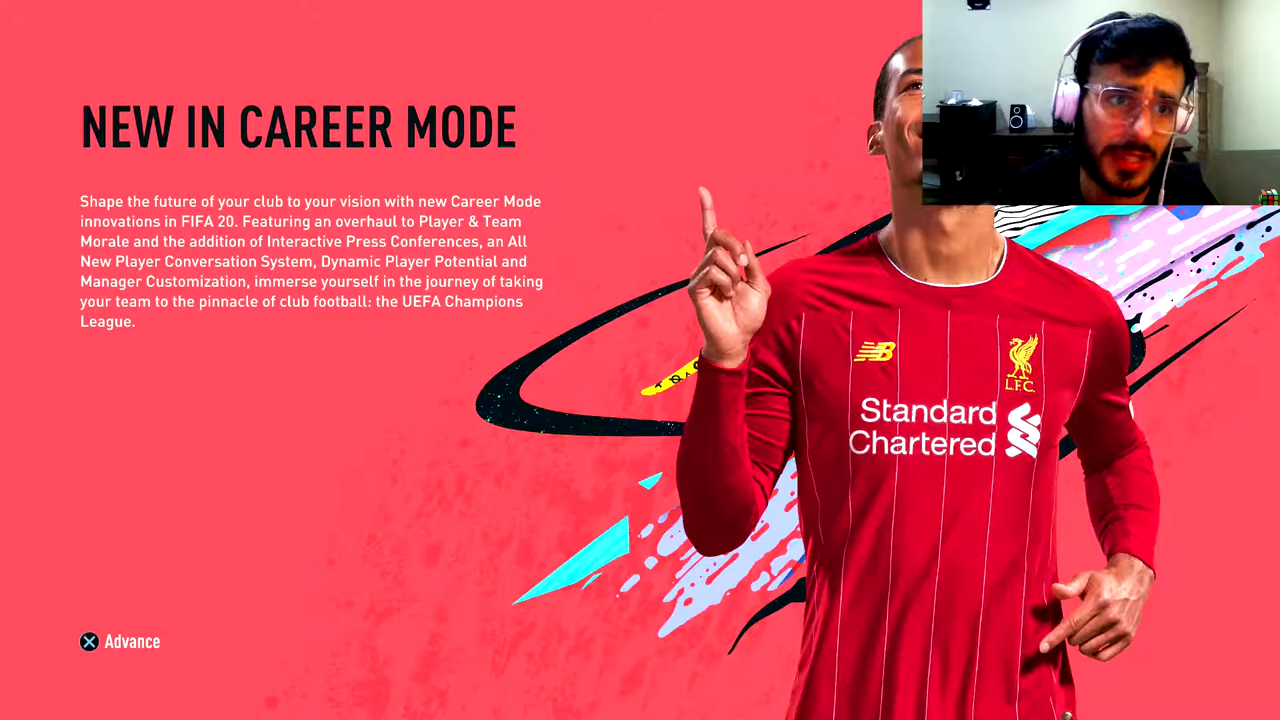 NEW IN CAREER MODE
Shape the future of your club to your vision with new Career Mode
innovations in FIFA 20. Featuring an overhaul to Player & Team
Morale and the addition of Interactive Press Conferences, an All
New Player Conversation System, Dynamic Player Potential and
Manager Customization, immerse yourself in the journey of taking
your team to the pinnacle of club football: the UEFA Champions
League.
NB
L.F.C.
Standard
Chartered
Advance